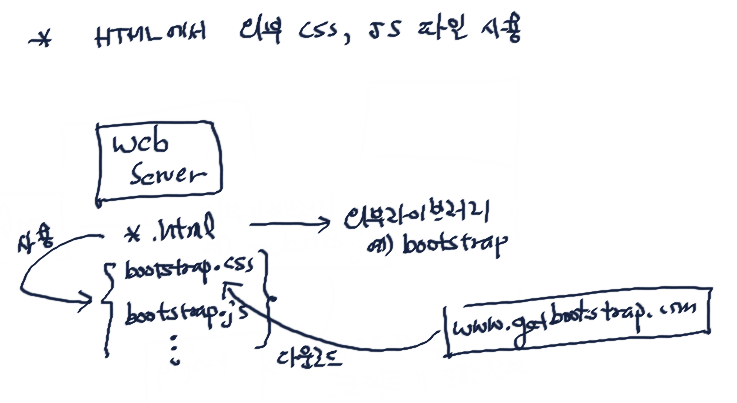 * HTML에서 외부 CSS, JS 파일 사용
Web
Server
사용
*.html
외부라이브러리
예) bootstrap
bootstrap.css
bootstrap.js
⋮
www.getbootstrap.com
다운로드